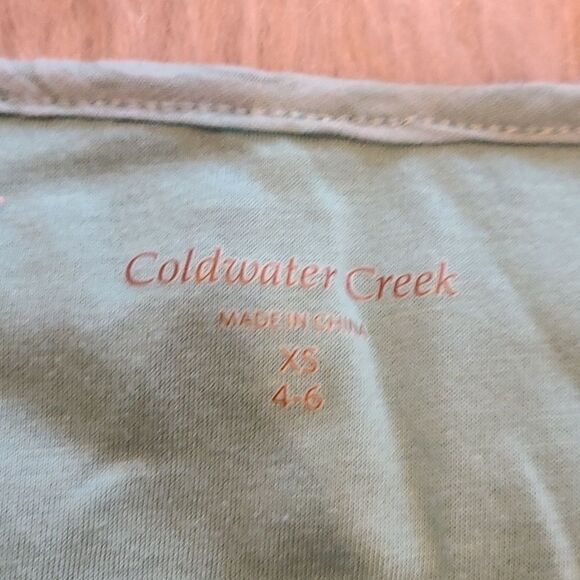 Coldwater Creek
MADE IN CHINA
XS
4-6